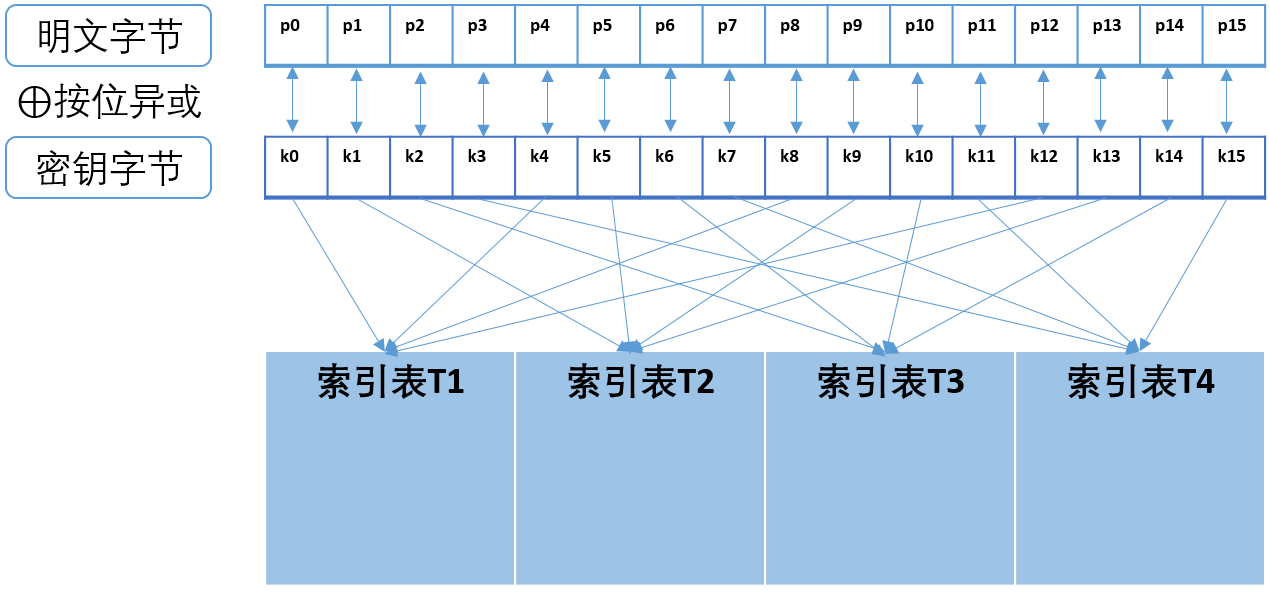 明文字节 p0 p1 p2 p3 p4 p5 p6 p7 p8 p9 p10 p11 p12 p13 p14 p15
⊕按位异或
密钥字节 k0 k1 k2 k3 k4 k5 k6 k7 k8 k9 k10 k11 k12 k13 k14 k15
索引表T1 索引表T2 索引表T3 索引表T4